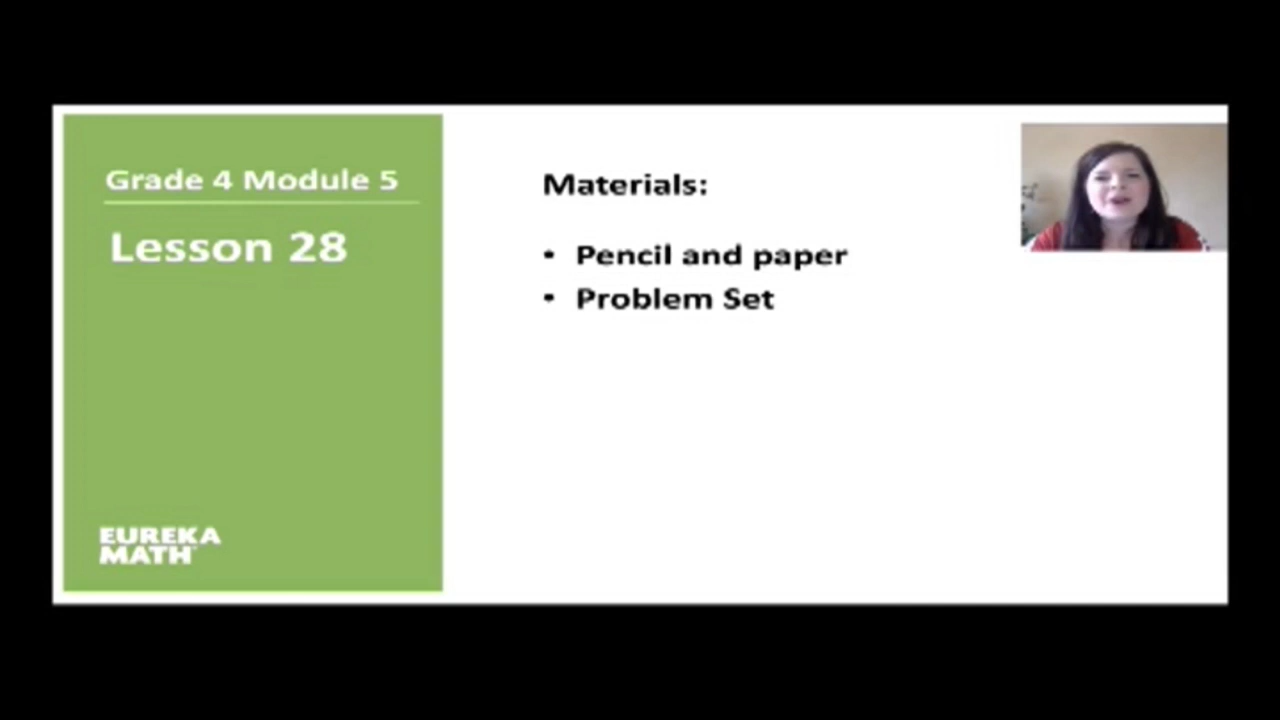 Grade 4 Module 5
Lesson 28
EUREKA
MATH
Materials:
• Pencil and paper
• Problem Set